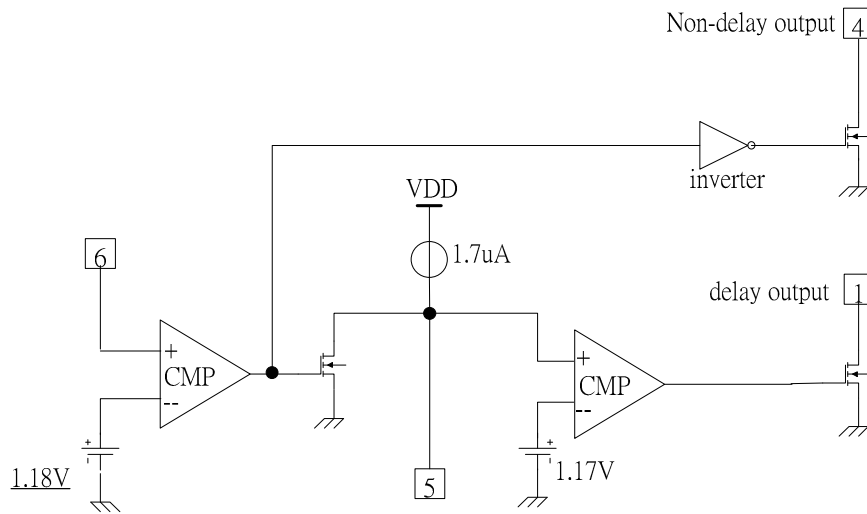 Non-delay output 4
inverter
VDD
6
1.7uA
delay output 1
+
CMP
--
+
CMP
--
+
-
1.18V
+
-
1.17V
5